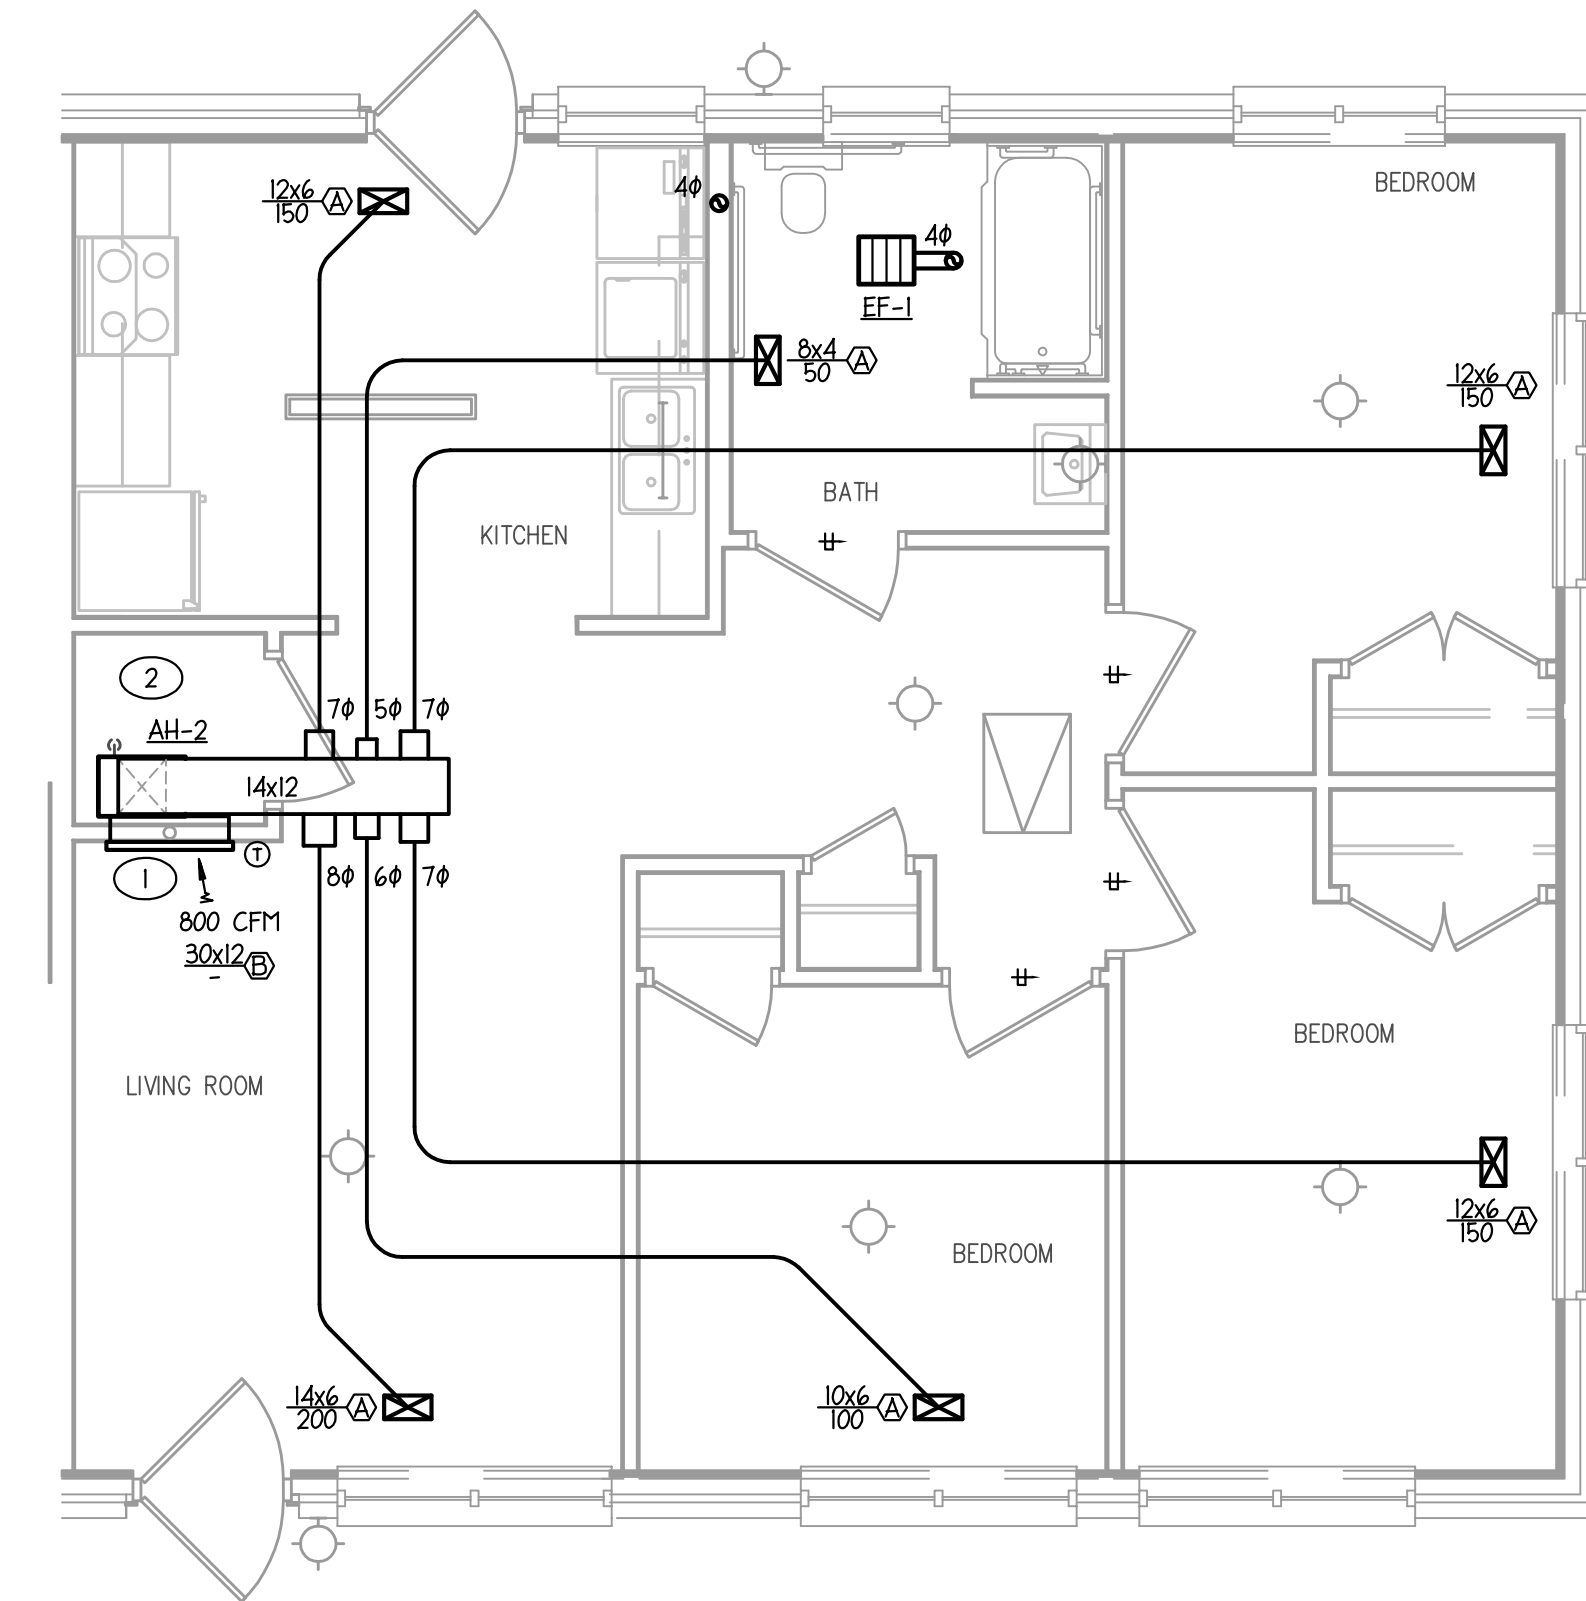 BEDROOM
12x6
150
A
4ϕ
4ϕ
EF-1
8x4
50
A
12x6
150
A
BATH
KITCHEN
2
AH-2
7ϕ
5ϕ
7ϕ
14x12
T
1
8ϕ
6ϕ
7ϕ
800 CFM
30x12
-
B
BEDROOM
LIVING ROOM
12x6
150
A
BEDROOM
14x6
200
A
10x6
100
A